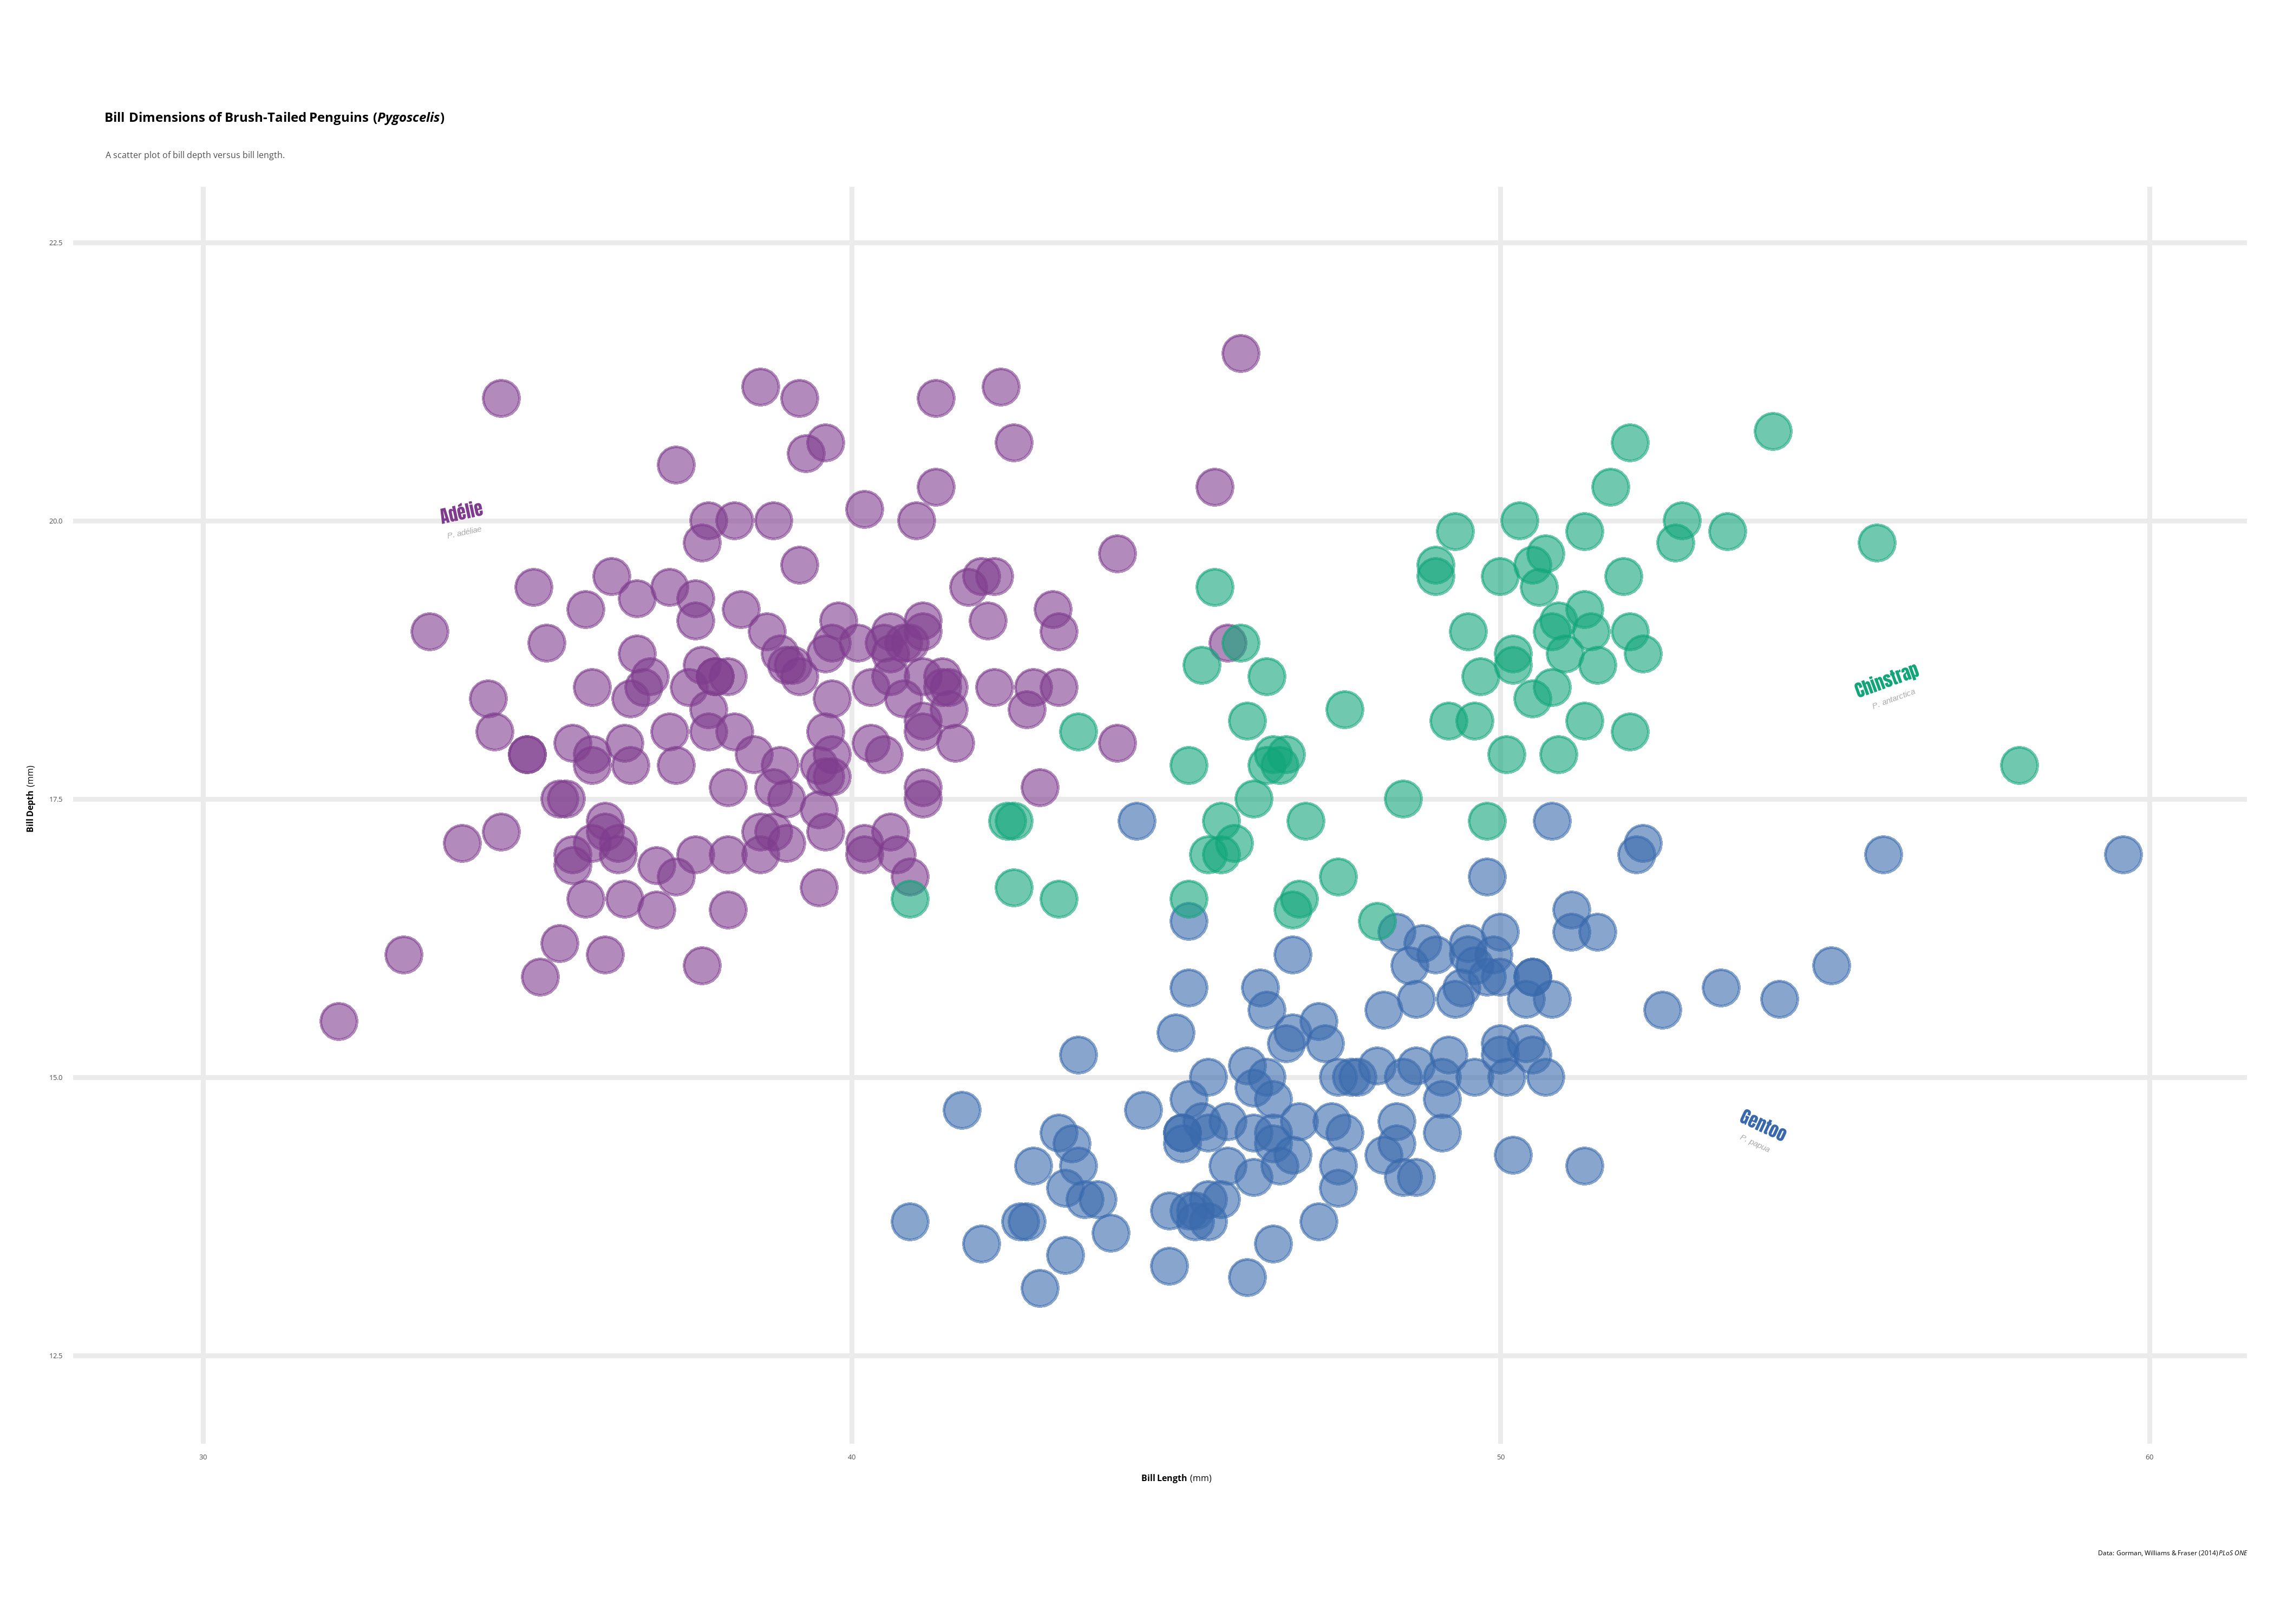 Bill Dimensions of Brush-Tailed Penguins (Pygoscelis)
A scatter plot of bill depth versus bill length.
22.5
20.0
17.5
15.0
12.5
Bill Depth (mm)
Adélie
P. adéliae
Chinstrap
P. antarctica
Gentoo
P. papua
30
40
50
60
Bill Length (mm)
Data: Gorman, Williams & Fraser (2014) PLoS ONE